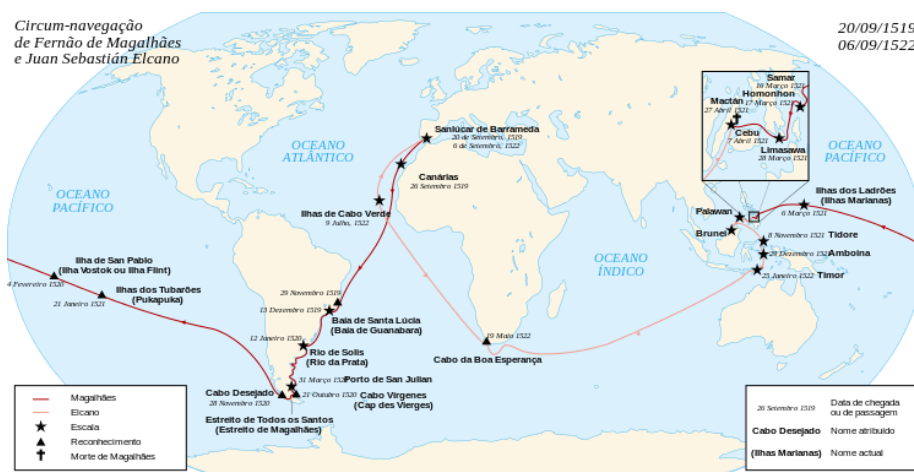 Circum-navegação
de Fernão de Magalhães
e Juan Sebastián Elcano
20/09/1519
06/09/1522
Samar
16 Março 1521
Homonhon
17 Março 1521
Mactán
27 Abril 1521
Cebu
7 Abril 1521
Limasawa
28 Março 1521
OCEANO
PACÍFICO
OCEANO
ATLÂNTICO
Sanlúcar de Barrameda
20 de Setembro, 1519
6 de Setembro, 1522
Canárias
26 Setembro 1519
Ilhas de Cabo Verde
9 Julho, 1522
OCEANO
PACÍFICO
Ilhas dos Ladrões
(Ilhas Marianas)
6 Março 1521
Palawan
Brunei
8 Novembro 1521
Tidore
29 Dezembro 1521
Amboina
25 Janeiro 1522
Timor
OCEANO
ÍNDICO
Ilha de San Pablo
(Ilha Vostok ou Ilha Flint)
4 Fevereiro 1520
Ilhas dos Tubarões
(Pukapuka)
21 Janeiro 1521
29 Novembro 1519
13 Dezembro 1519
Baia de Santa Lúcia
(Baia de Guanabara)
12 Janeiro 1520
Rio de Solis
(Rio da Prata)
19 Maio 1522
Cabo da Boa Esperança
31 Março 1520
Porto de San Julian
Cabo Desejado
28 Novembro 1520
21 Outubro 1520
Cabo Virgenes
(Cap des Vierges)
Estreito de Todos os Santos
(Estreito de Magalhães)
Magalhães
Elcano
Escala
Reconhecimento
Morte de Magalhães
26 Setembro 1519
Data de chegada
ou de passagem
Cabo Desejado
Nome atribuido
(Ilhas Marianas)
Nome actual